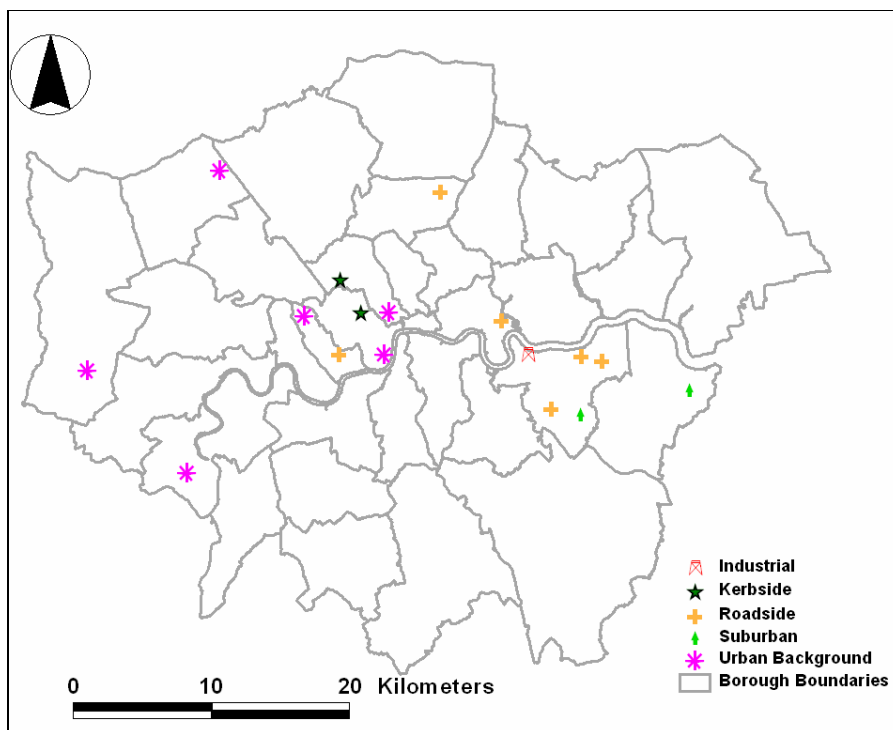 Industrial
Kerbside
Roadside
Suburban
Urban Background
Borough Boundaries
0 10 20 Kilometers